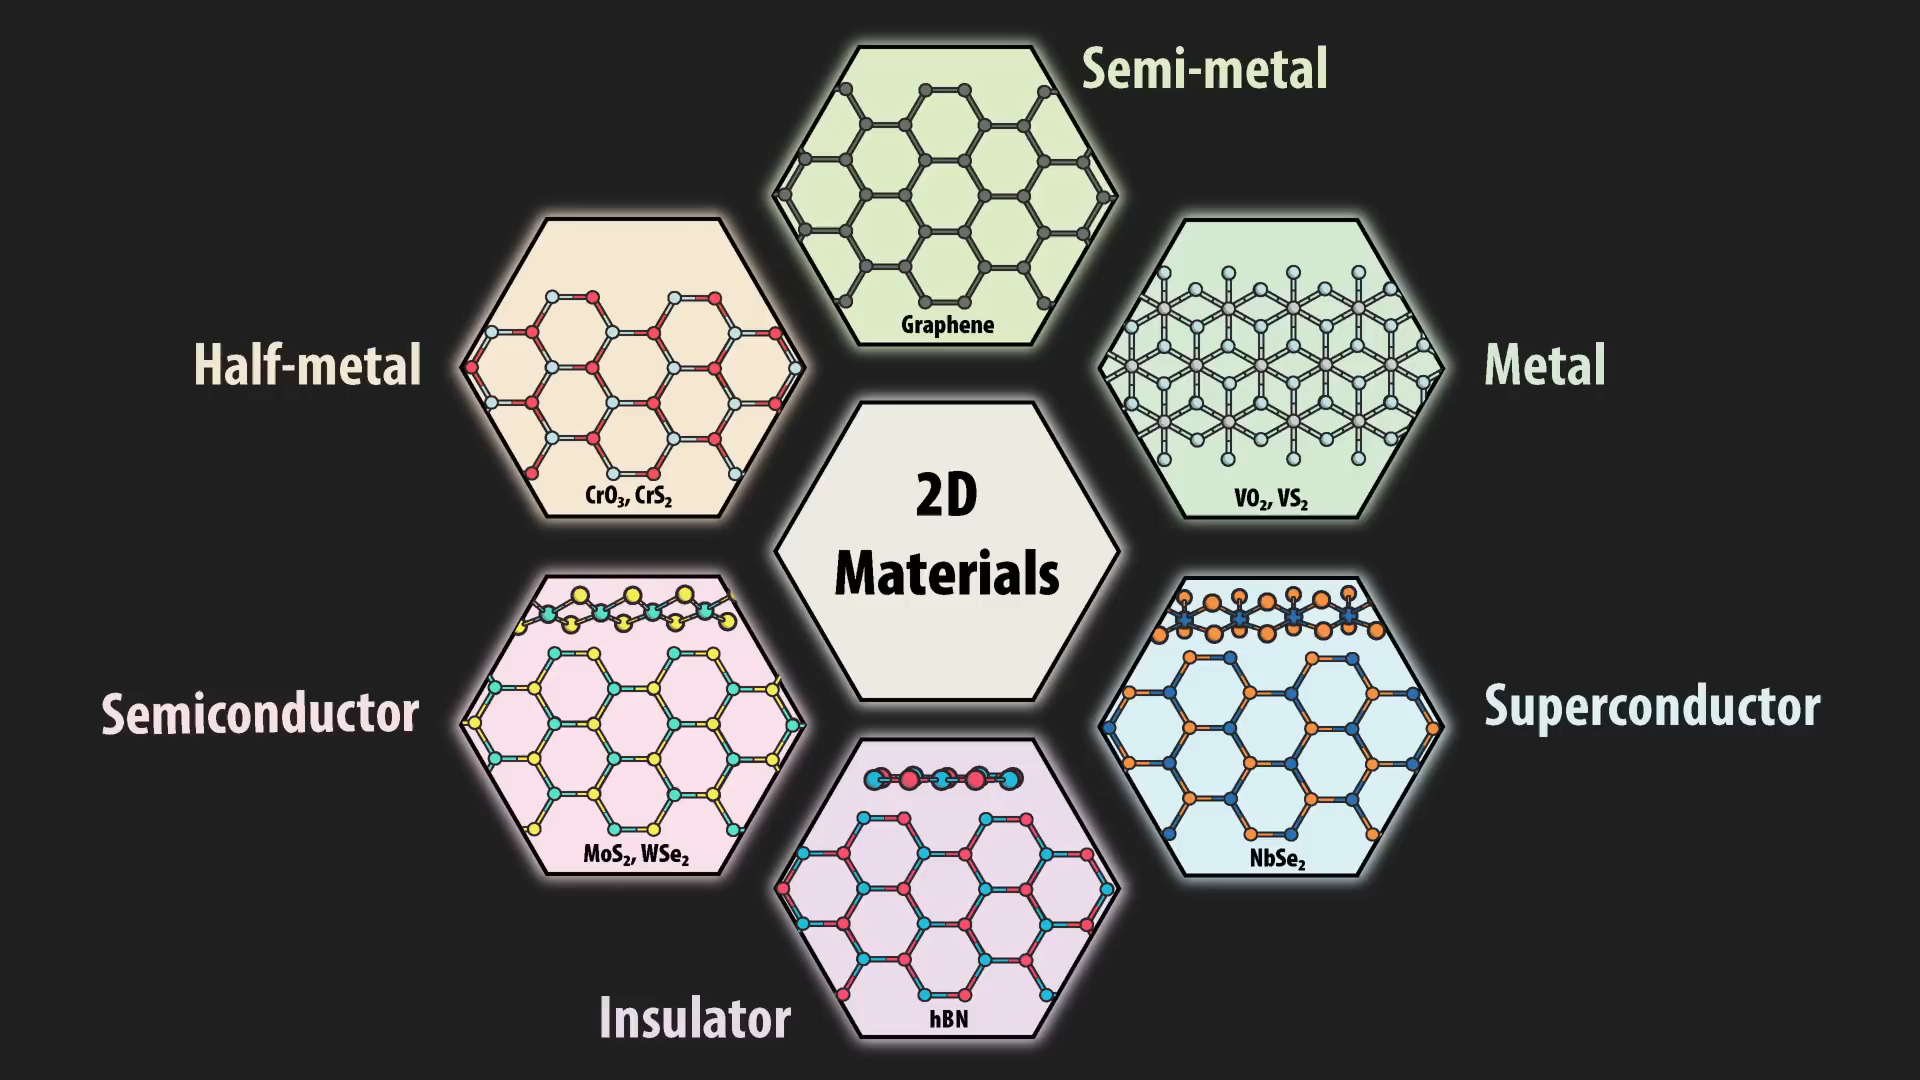 Semi-metal
Graphene
Half-metal
CrO₃, CrS₂
Metal
VO₂, VS₂
2D
Materials
Semiconductor
MoS₂, WSe₂
Superconductor
NbSe₂
Insulator
hBN